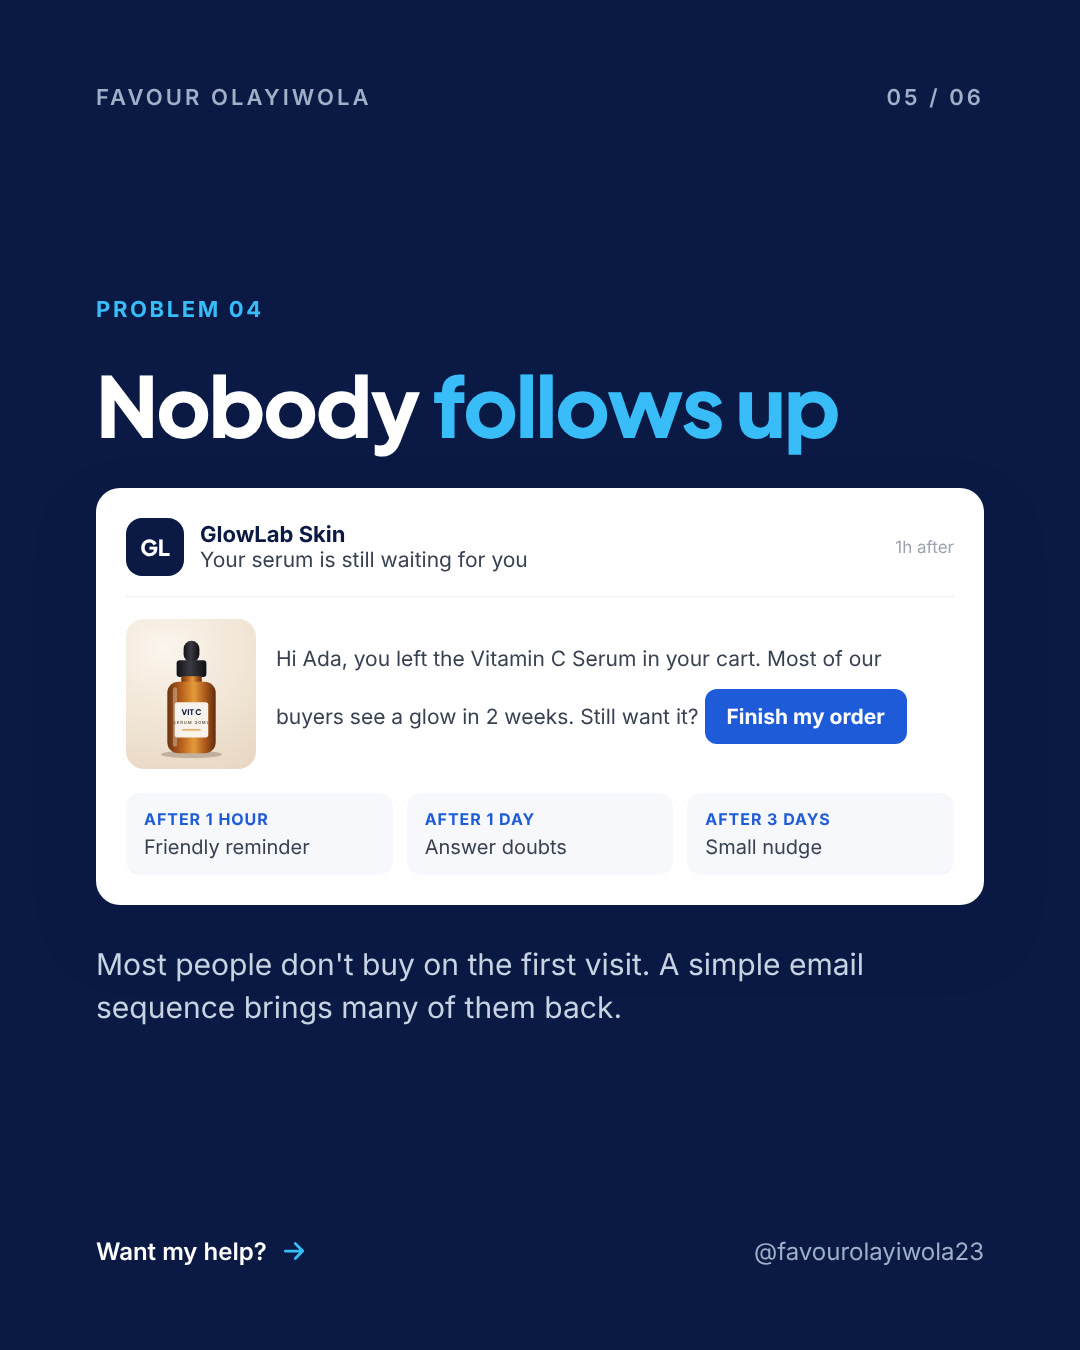 FAVOUR OLAYIWOLA
05 / 06
PROBLEM 04
Nobody follows up
GL
GlowLab Skin
Your serum is still waiting for you
1h after
Hi Ada, you left the Vitamin C Serum in your cart. Most of our
buyers see a glow in 2 weeks. Still want it? Finish my order
VIT C
SERUM 30ML
AFTER 1 HOUR
Friendly reminder
AFTER 1 DAY
Answer doubts
AFTER 3 DAYS
Small nudge
Most people don't buy on the first visit. A simple email
sequence brings many of them back.
Want my help? →
@favourolayiwola23